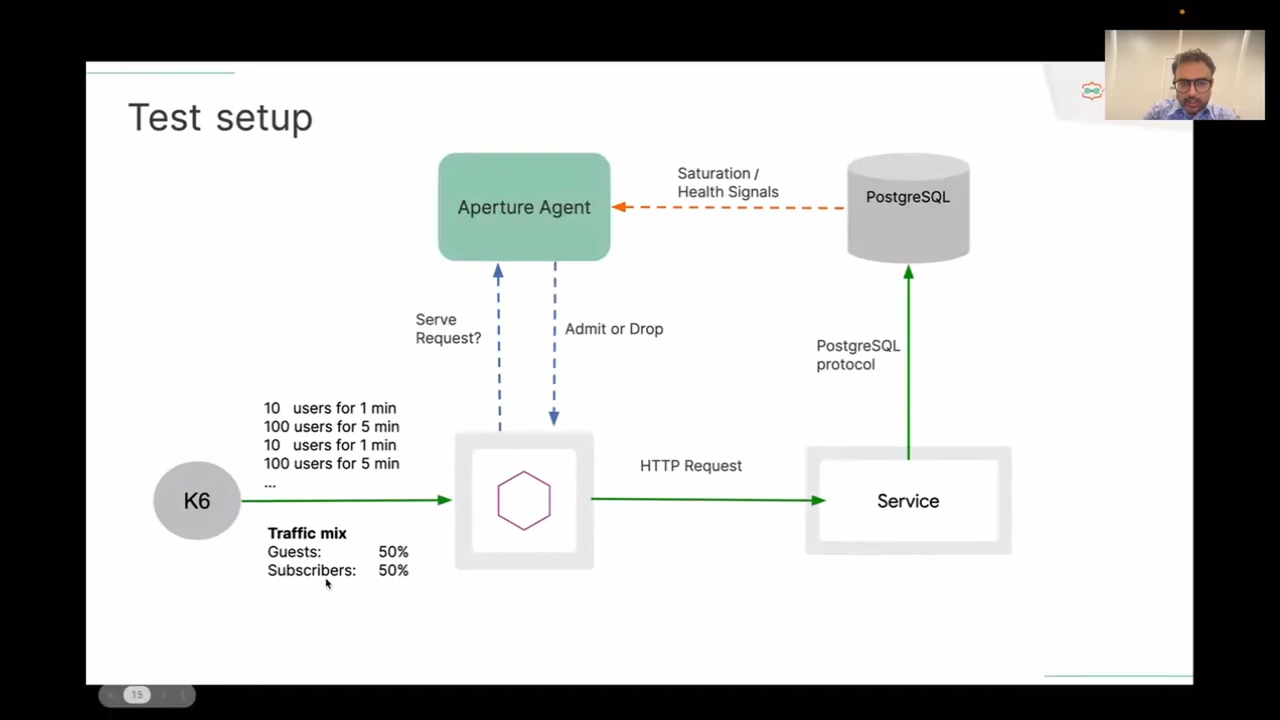 Test setup
Saturation /
Health Signals
PostgreSQL
Aperture Agent
Serve
Request?
Admit or Drop
PostgreSQL
protocol
10 users for 1 min
100 users for 5 min
10 users for 1 min
100 users for 5 min
...
HTTP Request
K6
Service
Traffic mix
Guests: 50%
Subscribers: 50%
15